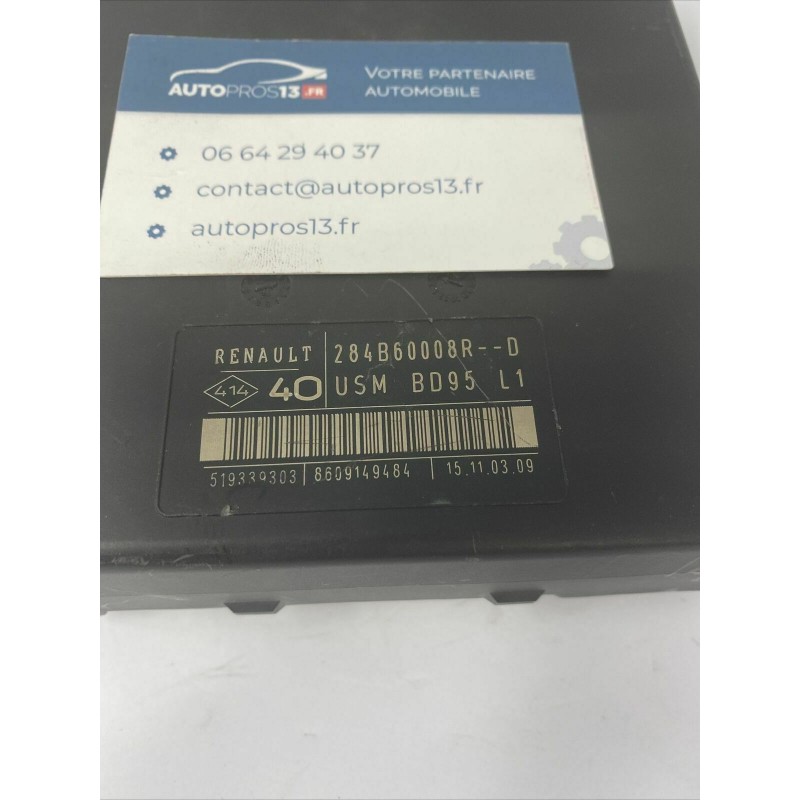 AUTOPROS13.FR
VOTRE PARTENAIRE
AUTOMOBILE
06 64 29 40 37
contact@autopros13.fr
autopros13.fr
RENAULT 284B60008R--D
414 40 USM BD95 L1
519339303 8609149484 15.11.03.09